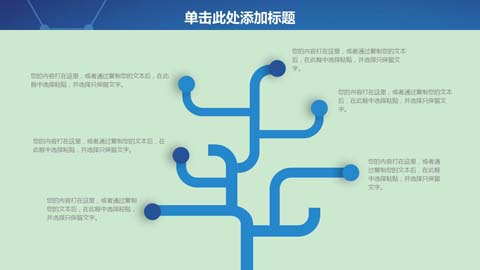 单击此处添加标题
您的内容打在这里，或者通过复制您的文本
后，在此框中选择粘贴，并选择只保留文
字。
您的内容打在这里，或者通过复制您的文本后，在此
框中选择粘贴，并选择只保留文字。
您的内容打在这里，或者通过复制您的文本
后，在此框中选择粘贴，并选择只保留文
字。
您的内容打在这里，或者通过复制您的文本后，在
此框中选择粘贴，并选择只保留文字。
您的内容打在这里，或者通
过复制您的文本后，在此框
中选择粘贴，并选择只保留
文字。
您的内容打在这里，或者通过复制
您的文本后，在此框中选择粘贴，
并选择只保留文字。